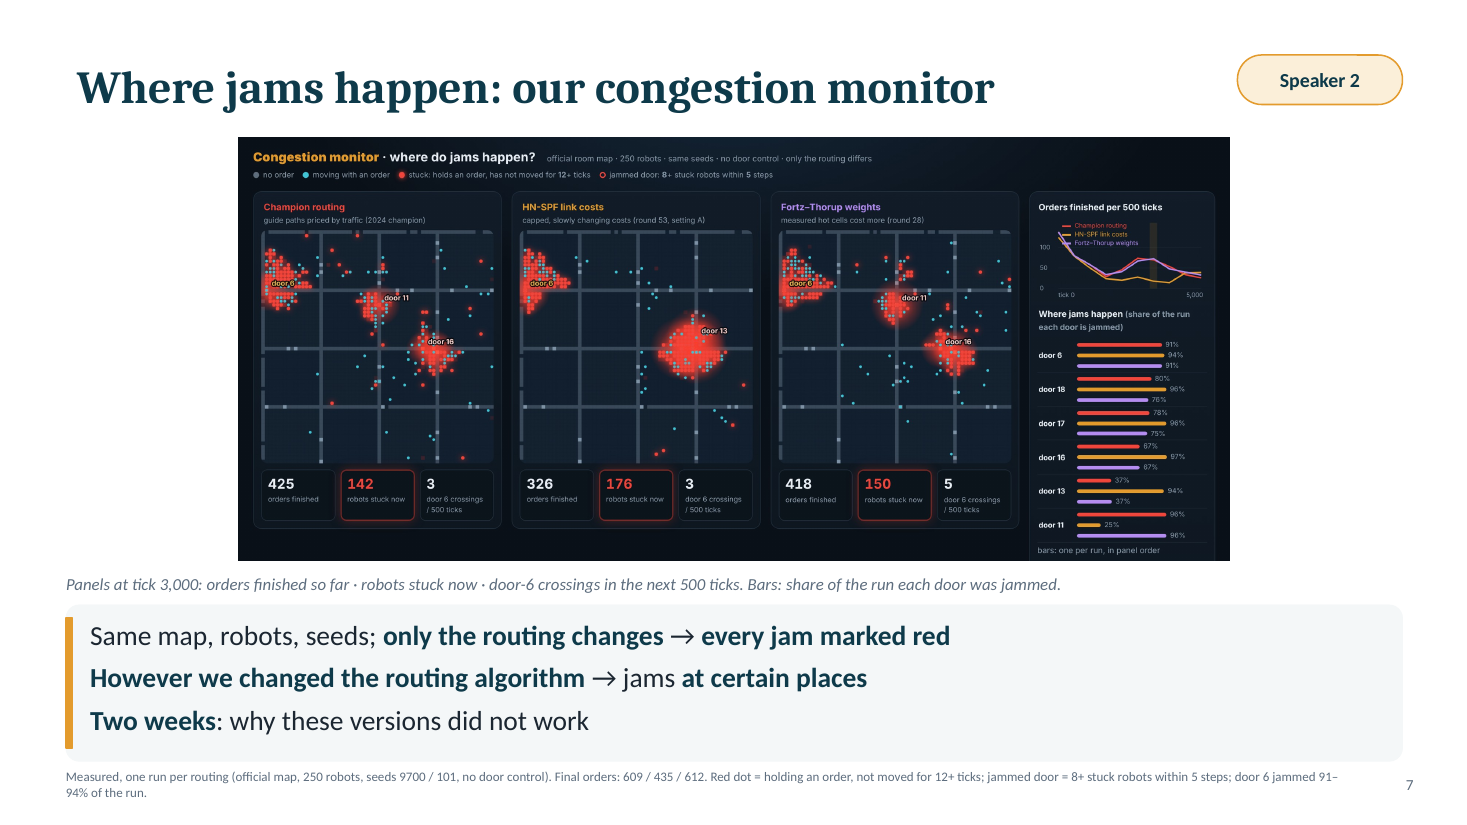 Where jams happen: our congestion monitor
Speaker 2
Congestion monitor · where do jams happen? official room map · 250 robots · same seeds · no door control · only the routing differs
no order moving with an order stuck: holds an order, has not moved for 12+ ticks jammed door: 8+ stuck robots within 5 steps
Champion routing
guide paths priced by traffic (2024 champion)
door 6
door 11
door 16
425
orders finished
142
robots stuck now
3
door 6 crossings
/ 500 ticks
HN-SPF link costs
capped, slowly changing costs (round 53, setting A)
door 6
door 13
326
orders finished
176
robots stuck now
3
door 6 crossings
/ 500 ticks
Fortz–Thorup weights
measured hot cells cost more (round 28)
door 6
door 11
door 16
418
orders finished
150
robots stuck now
5
door 6 crossings
/ 500 ticks
Orders finished per 500 ticks
Champion routing
HN-SPF link costs
Fortz–Thorup weights
100
50
0
tick 0
5,000
Where jams happen (share of the run
each door is jammed)
door 6
91%
94%
91%
door 18
80%
96%
76%
door 17
78%
96%
75%
door 16
67%
97%
67%
door 13
37%
94%
37%
door 11
96%
25%
96%
bars: one per run, in panel order
Panels at tick 3,000: orders finished so far · robots stuck now · door-6 crossings in the next 500 ticks. Bars: share of the run each door was jammed.
Same map, robots, seeds; only the routing changes → every jam marked red
However we changed the routing algorithm → jams at certain places
Two weeks: why these versions did not work
Measured, one run per routing (official map, 250 robots, seeds 9700 / 101, no door control). Final orders: 609 / 435 / 612. Red dot = holding an order, not moved for 12+ ticks; jammed door = 8+ stuck robots within 5 steps; door 6 jammed 91–
94% of the run.
7